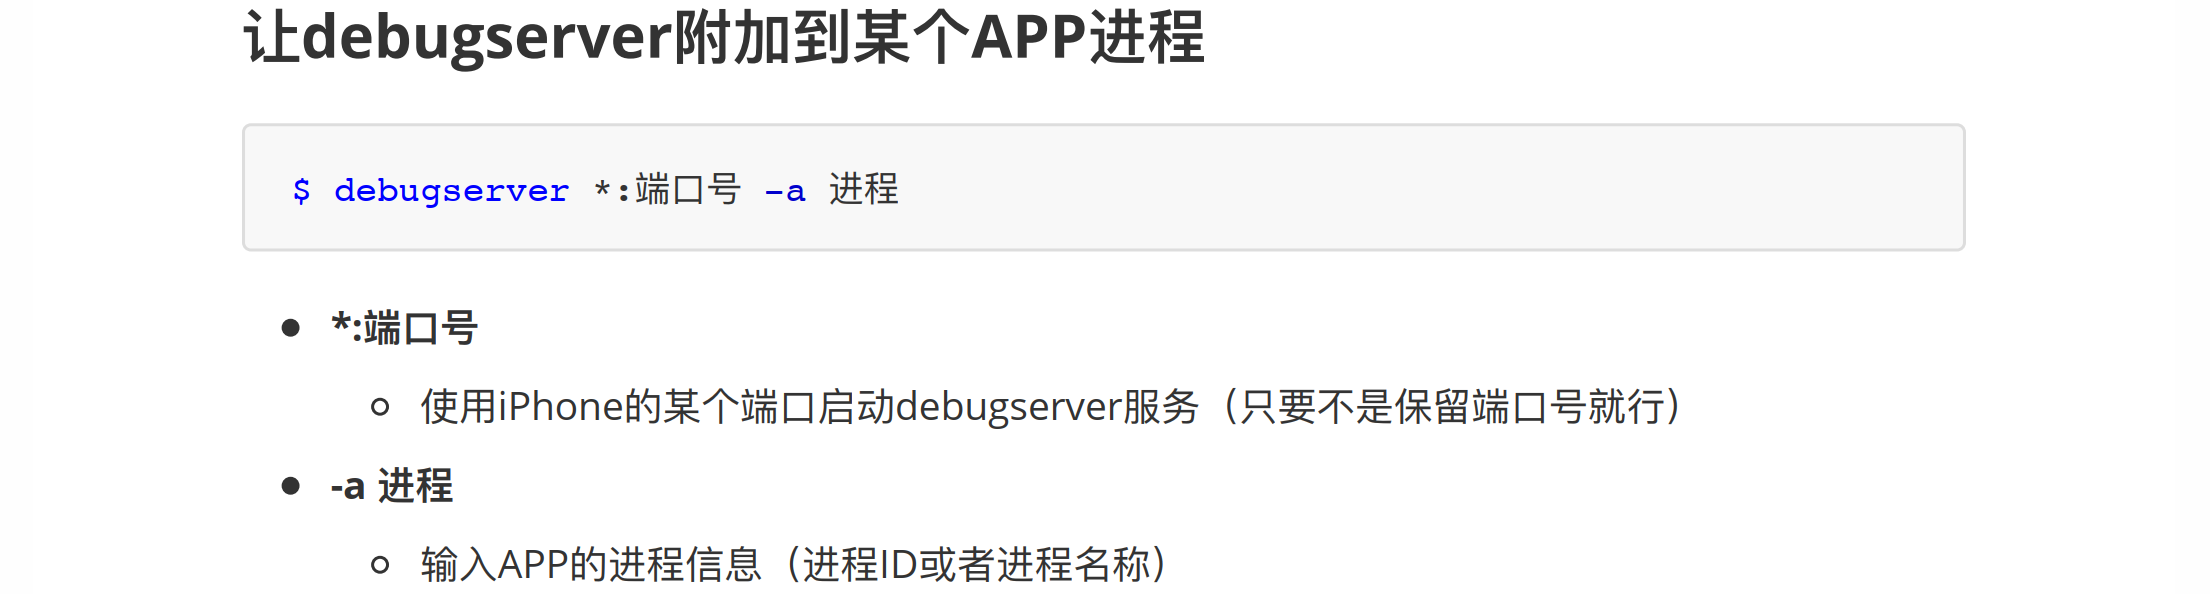 让debugserver附加到某个APP进程
$ debugserver *:端口号 -a 进程
*:端口号
使用iPhone的某个端口启动debugserver服务（只要不是保留端口号就行）
-a 进程
输入APP的进程信息（进程ID或者进程名称）